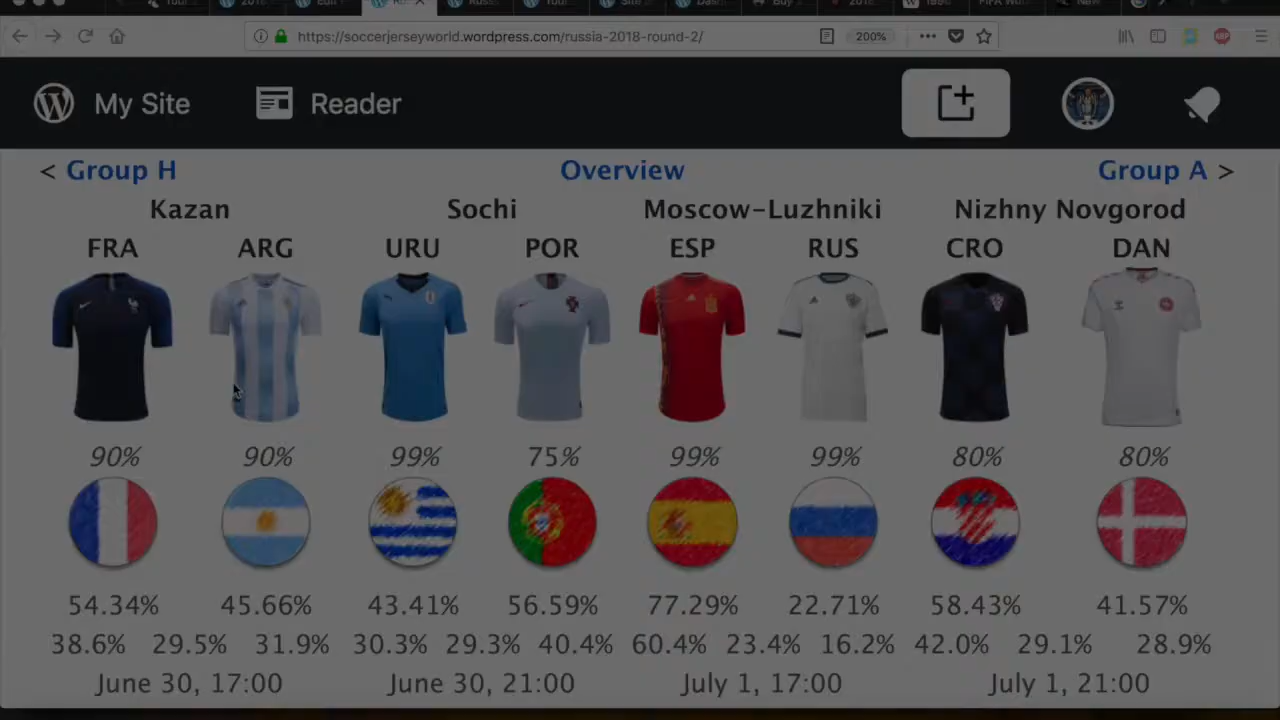 https://soccerjerseyworld.wordpress.com/russia-2018-round-2/ 200%
My Site Reader
< Group H Overview Group A >
Kazan Sochi Moscow-Luzhniki Nizhny Novgorod
FRA ARG URU POR ESP RUS CRO DAN
90% 90% 99% 75% 99% 99% 80% 80%
54.34% 45.66% 43.41% 56.59% 77.29% 22.71% 58.43% 41.57%
38.6% 29.5% 31.9% 30.3% 29.3% 40.4% 60.4% 23.4% 16.2% 42.0% 29.1% 28.9%
June 30, 17:00 June 30, 21:00 July 1, 17:00 July 1, 21:00